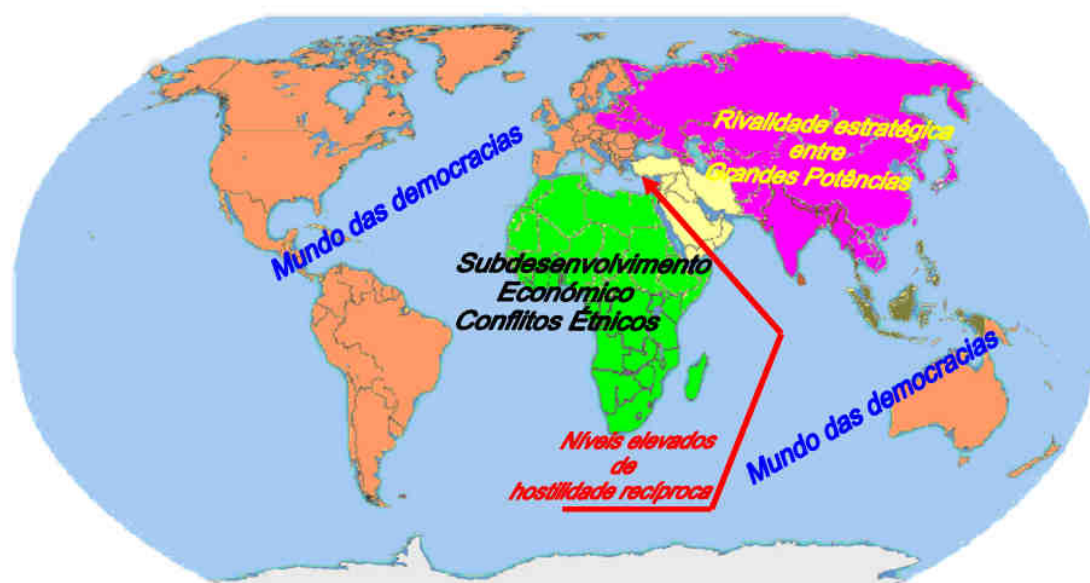 Mundo das democracias
Rivalidade estratégica
entre
Grandes Potências
Subdesenvolvimento
Económico
Conflitos Étnicos
Níveis elevados
de
hostilidade recíproca
Mundo das democracias